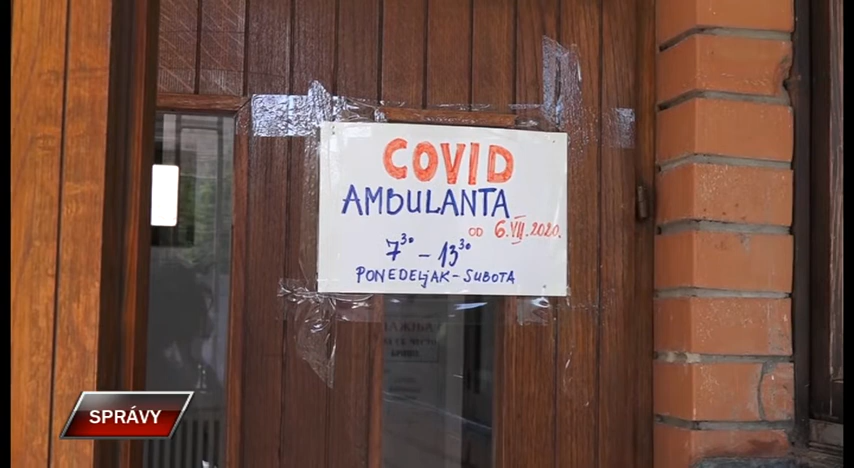 COVID
AMBULANTA
OD 6.VII.2020.
7³⁰ - 13³⁰
PONEDELjAK - SUBOTA
SPRÁVY